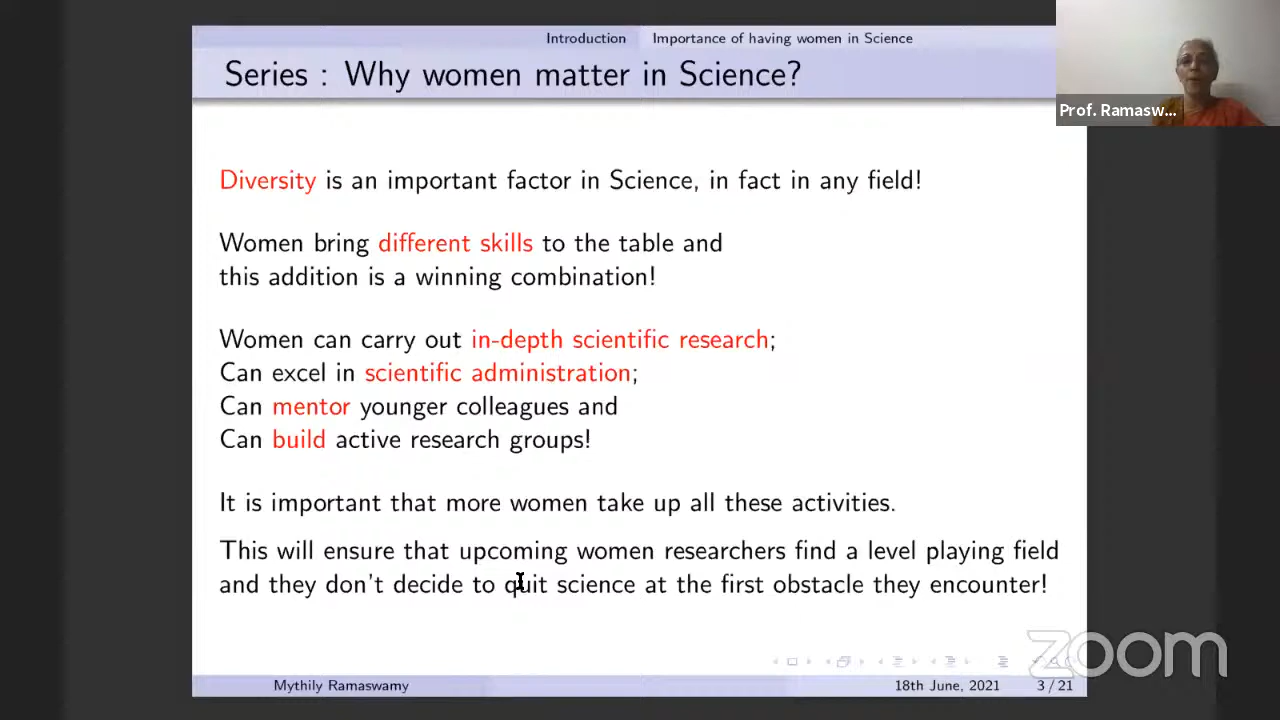 Introduction Importance of having women in Science
Series : Why women matter in Science?
Prof. Ramasw...
Diversity is an important factor in Science, in fact in any field!
Women bring different skills to the table and
this addition is a winning combination!
Women can carry out in-depth scientific research;
Can excel in scientific administration;
Can mentor younger colleagues and
Can build active research groups!
It is important that more women take up all these activities.
This will ensure that upcoming women researchers find a level playing field
and they don't decide to quit science at the first obstacle they encounter!
zoom
Mythily Ramaswamy 18th June, 2021 3 / 21